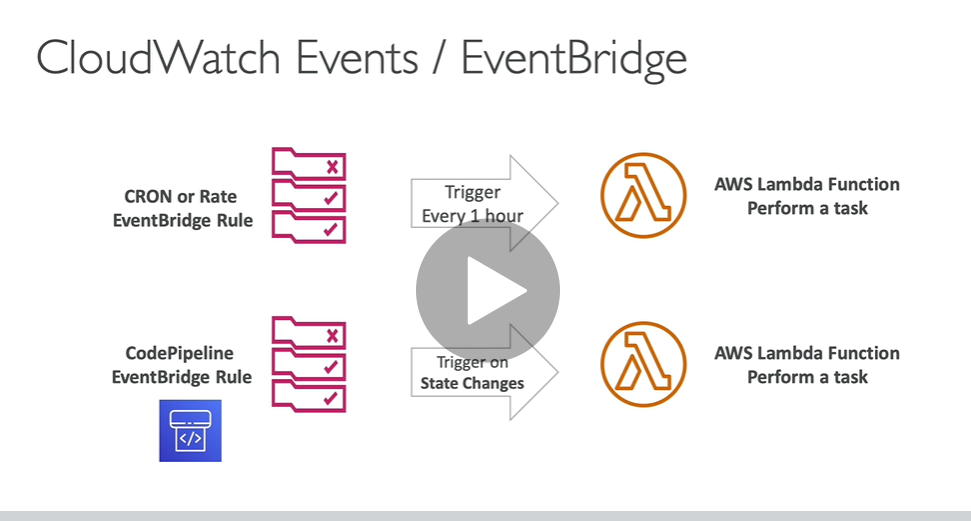 CloudWatch Events / EventBridge
CRON or Rate
EventBridge Rule
Trigger
Every 1 hour
AWS Lambda Function
Perform a task
CodePipeline
EventBridge Rule
</>
Trigger on
State Changes
AWS Lambda Function
Perform a task